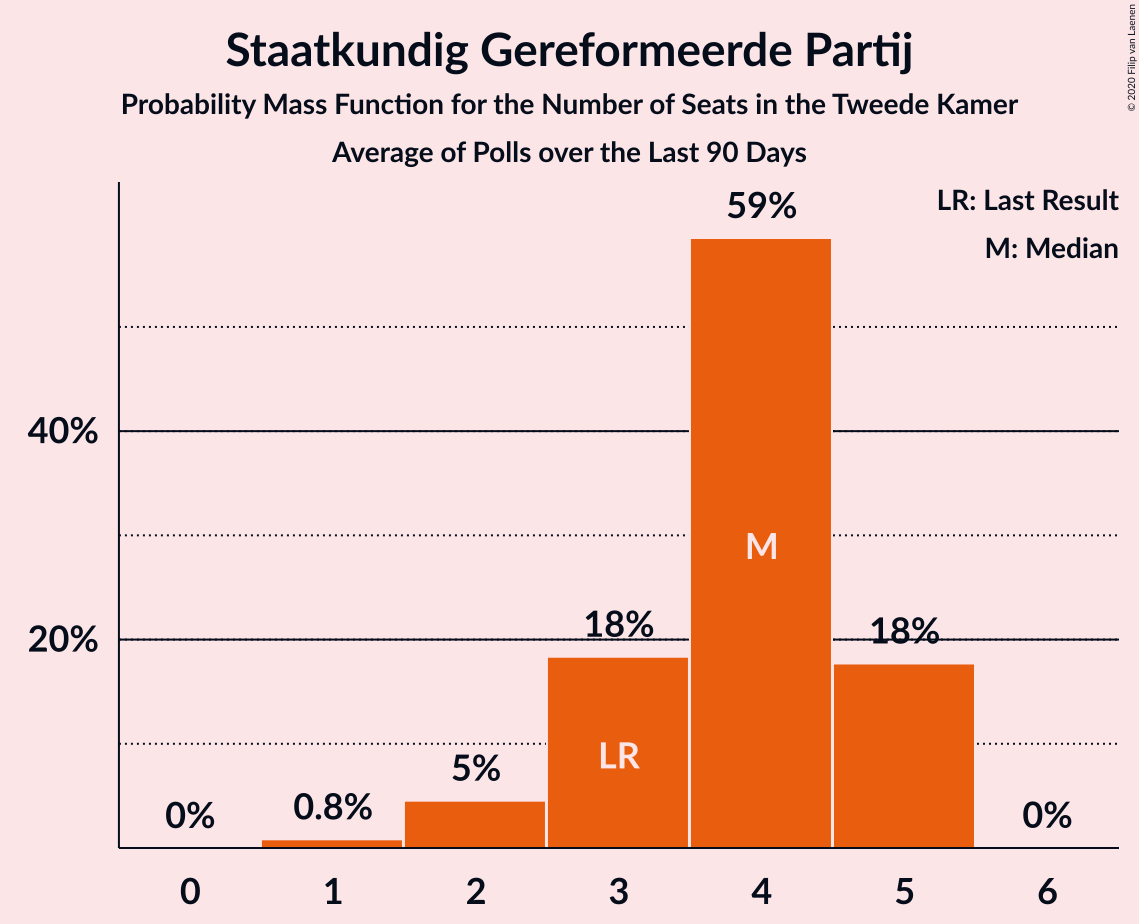 Staatkundig Gereformeerde Partij
Probability Mass Function for the Number of Seats in the Tweede Kamer
Average of Polls over the Last 90 Days
© 2020 Filip van Laenen
LR: Last Result
M: Median
59%
40%
M
18%
18%
20%
LR
5%
0.8%
0%
0%
0 1 2 3 4 5 6